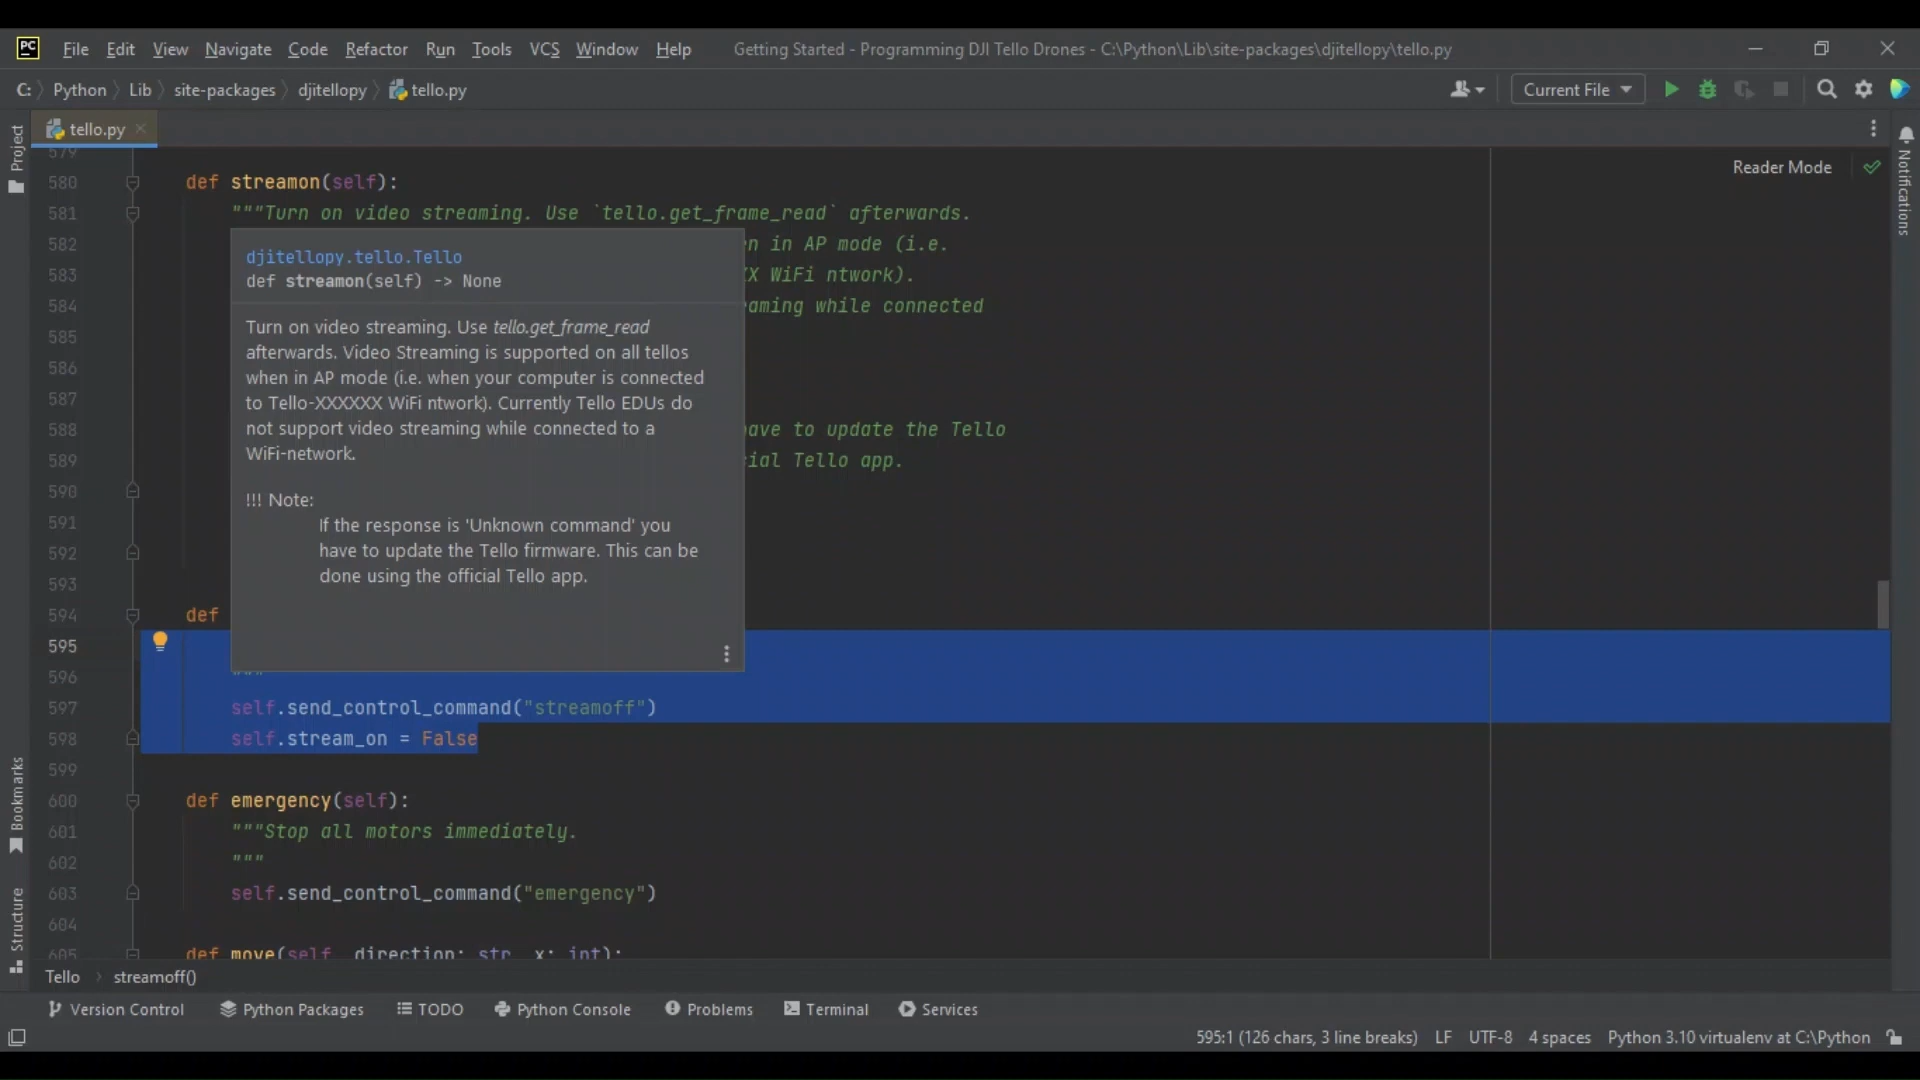 PC File Edit View Navigate Code Refactor Run Tools VCS Window Help Getting Started - Programming DJI Tello Drones - C:\Python\Lib\site-packages\djitellopy\tello.py
C: Python Lib site-packages djitellopy tello.py Current File
Project
tello.py
Reader Mode
Notifications
579
580 def streamon(self):
581 """Turn on video streaming. Use `tello.get_frame_read` afterwards.
582 n in AP mode (i.e.
583 X WiFi ntwork).
584 aming while connected
585
586
587
588 ave to update the Tello
589 cial Tello app.
590
591
592
593
594 def
595
596 """
597 self.send_control_command("streamoff")
598 self.stream_on = False
599
600 def emergency(self):
601 """Stop all motors immediately.
602 """
603 self.send_control_command("emergency")
604
605 def move(self, direction: str, x: int):
djitellopy.tello.Tello
def streamon(self) -> None
Turn on video streaming. Use tello.get_frame_read
afterwards. Video Streaming is supported on all tellos
when in AP mode (i.e. when your computer is connected
to Tello-XXXXXX WiFi ntwork). Currently Tello EDUs do
not support video streaming while connected to a
WiFi-network.
!!! Note:
If the response is 'Unknown command' you
have to update the Tello firmware. This can be
done using the official Tello app.
Bookmarks
Structure
Tello streamoff()
Version Control Python Packages TODO Python Console Problems Terminal Services
595:1 (126 chars, 3 line breaks) LF UTF-8 4 spaces Python 3.10 virtualenv at C:\Python